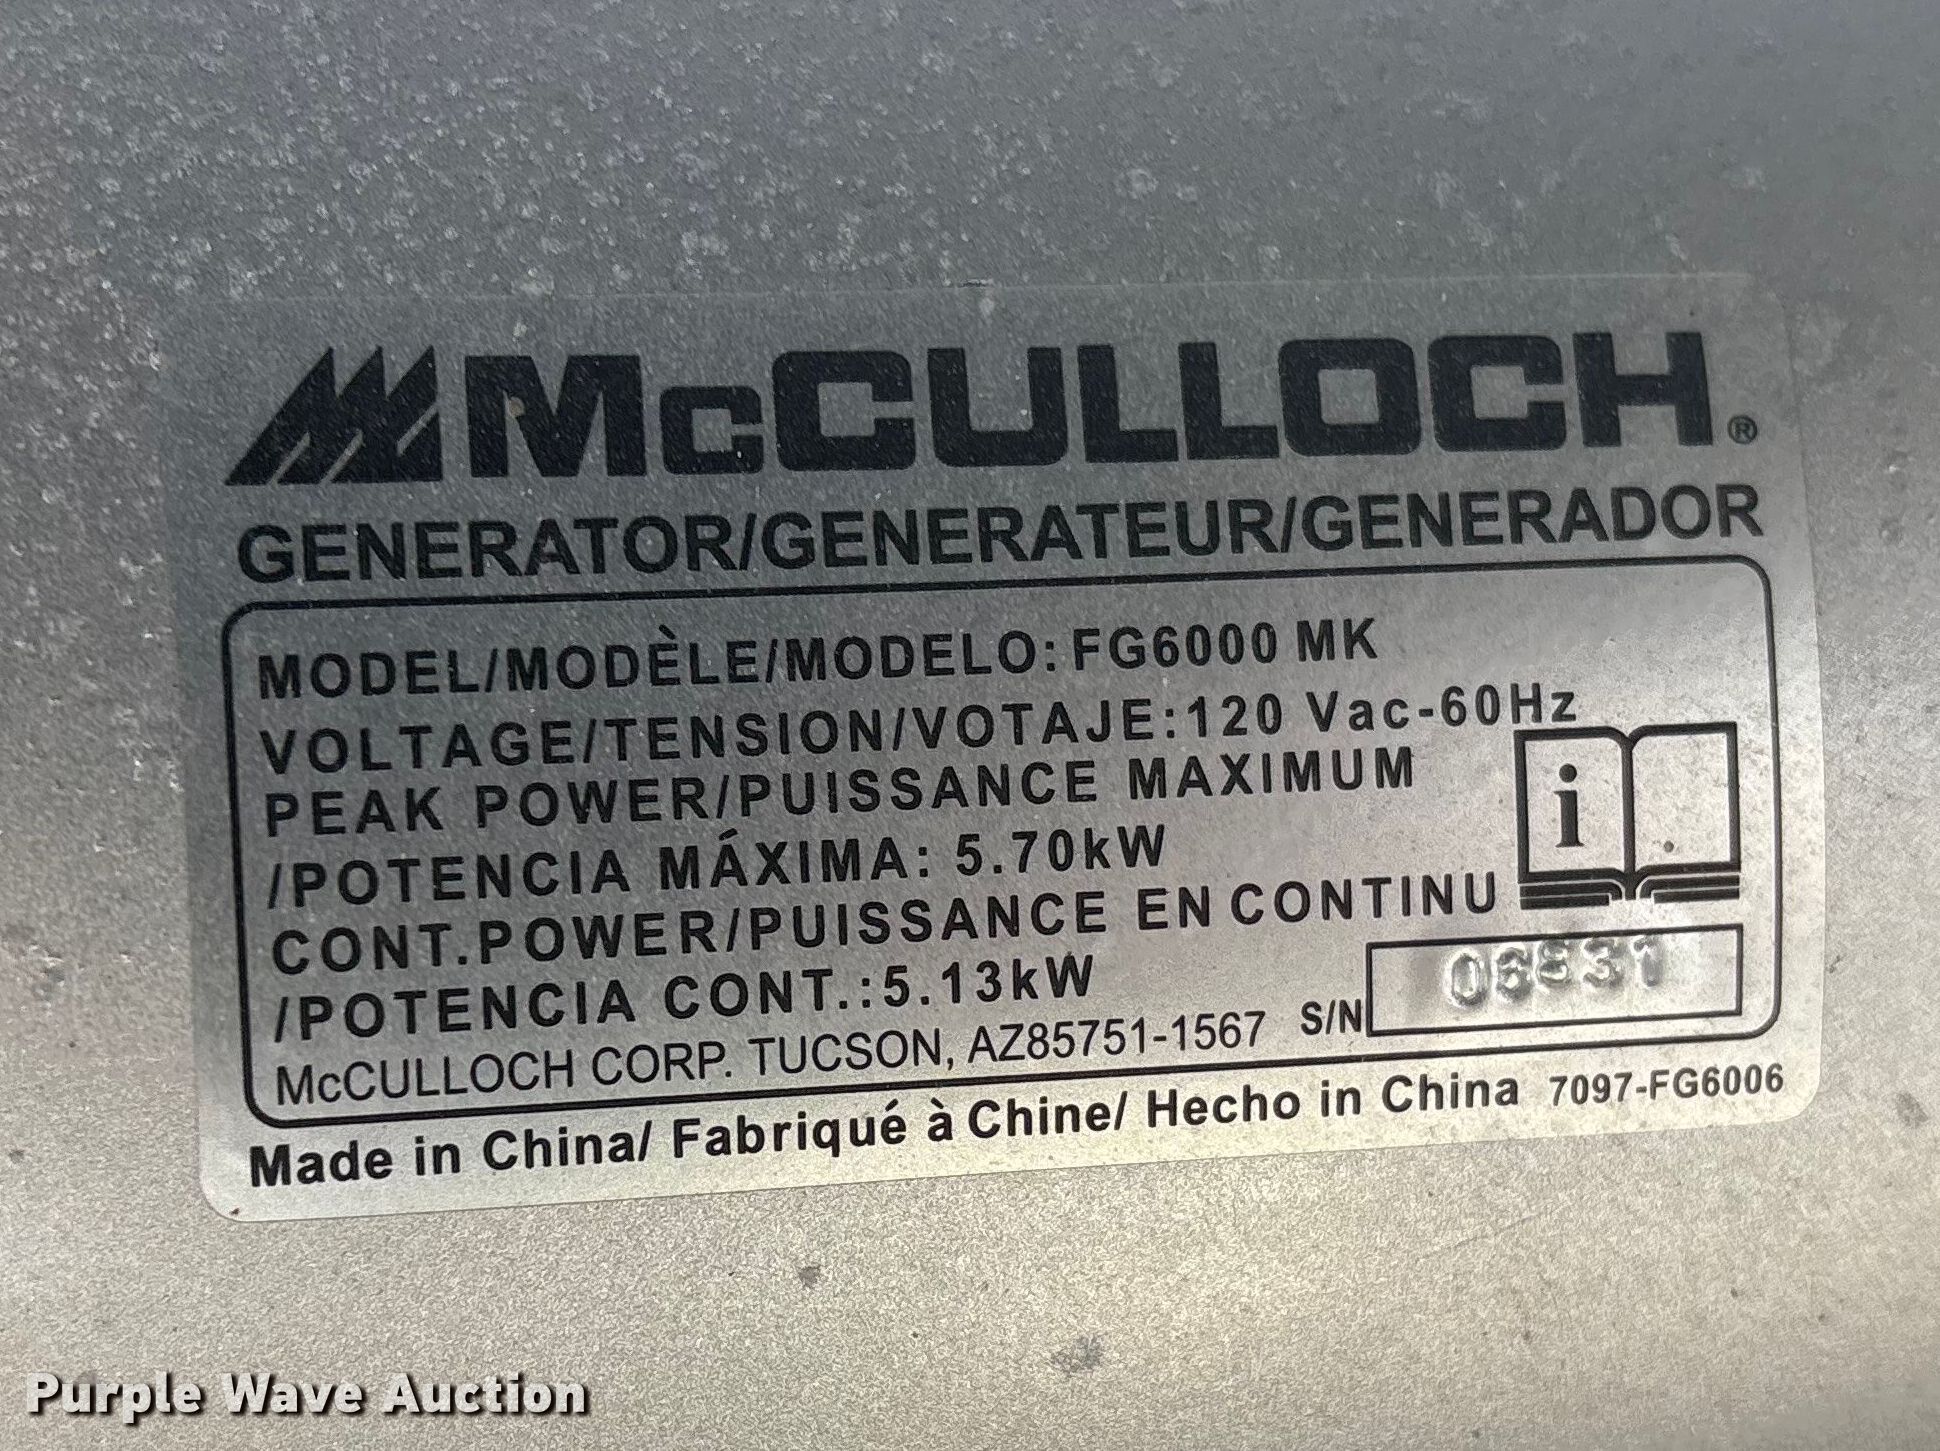 McCULLOCH®
GENERATOR/GENERATEUR/GENERADOR
MODEL/MODÈLE/MODELO: FG6000 MK
VOLTAGE/TENSION/VOTAJE:120 Vac-60Hz
PEAK POWER/PUISSANCE MAXIMUM
/POTENCIA MÁXIMA: 5.70kW
CONT.POWER/PUISSANCE EN CONTINU
/POTENCIA CONT.:5.13kW
McCULLOCH CORP. TUCSON, AZ85751-1567 S/N
Made in China/ Fabriqué à Chine/ Hecho in China 7097-FG6006
Purple Wave Auction